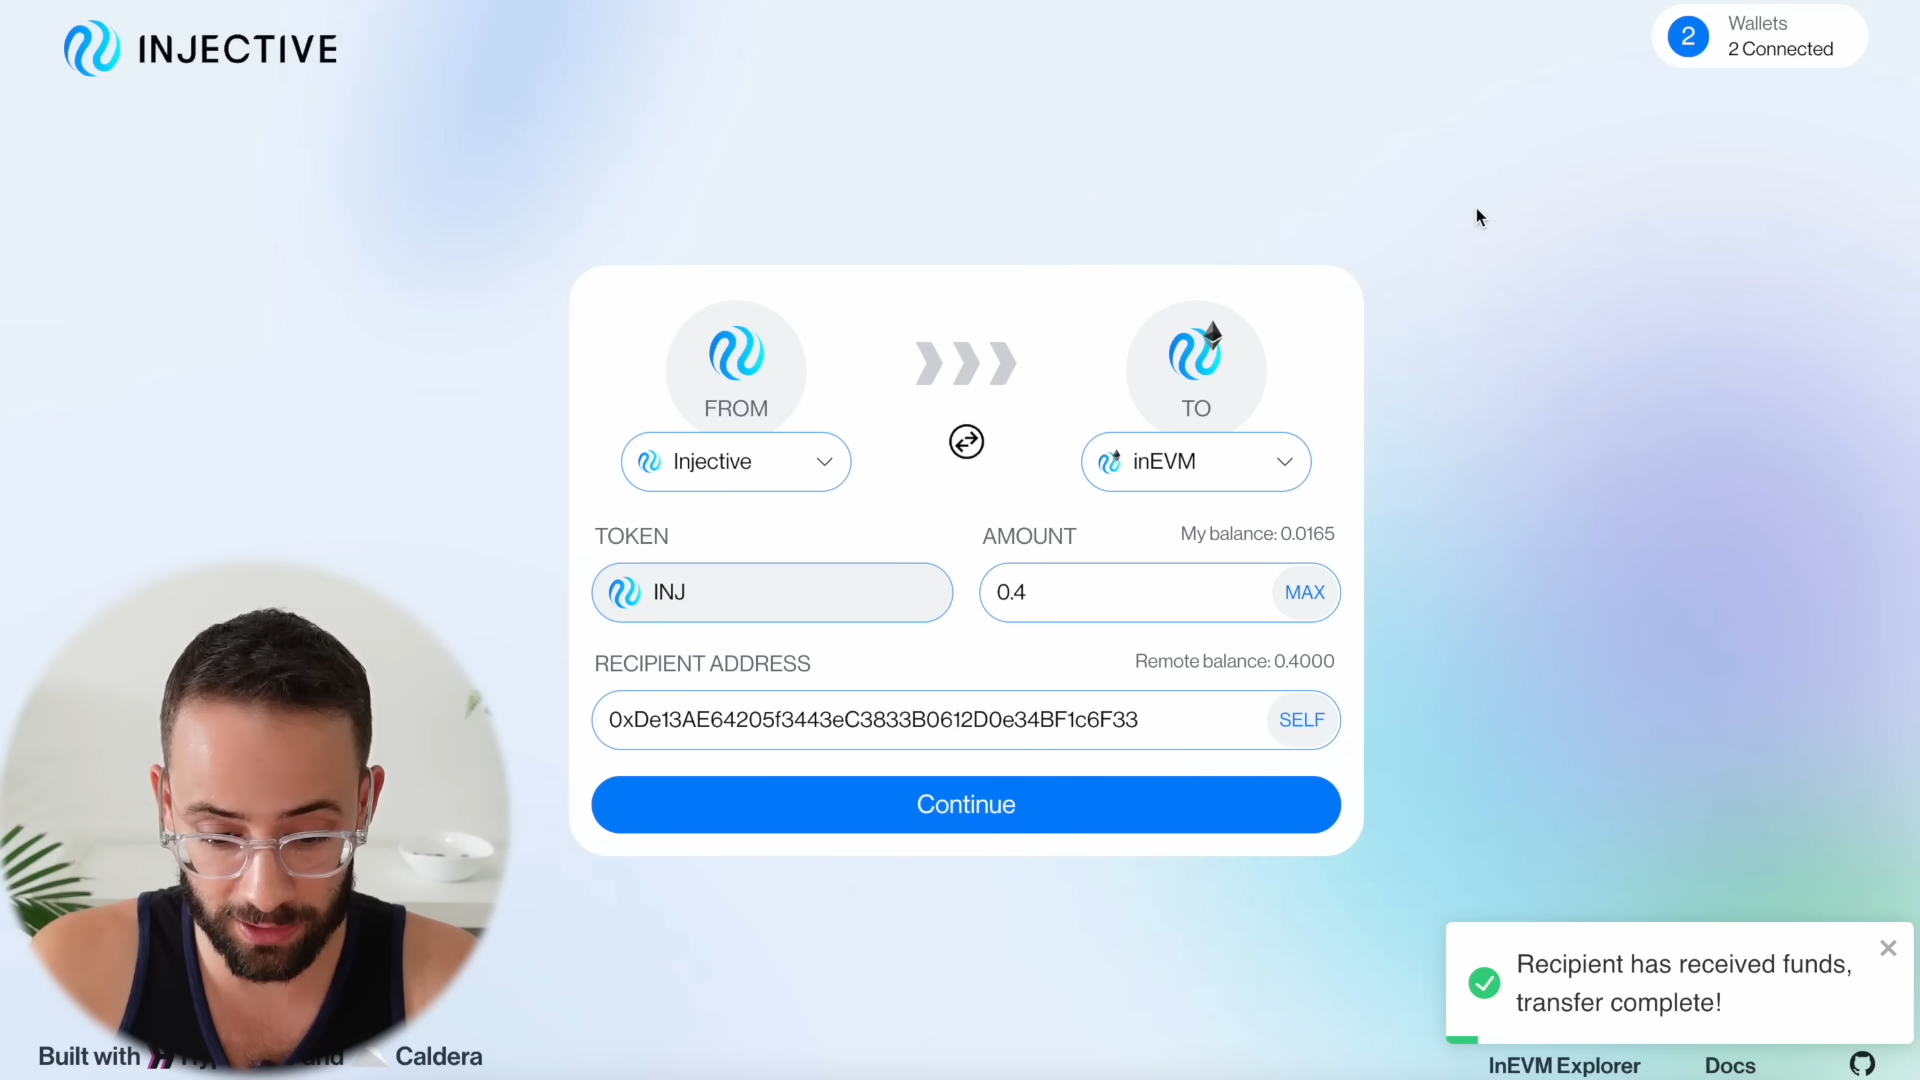 INJECTIVE
2
Wallets
2 Connected
FROM
TO
Injective
inEVM
TOKEN
AMOUNT
My balance: 0.0165
INJ
0.4
MAX
RECIPIENT ADDRESS
Remote balance: 0.4000
0xDe13AE64205f3443eC3833B0612D0e34BF1c6F33
SELF
Continue
Recipient has received funds,
transfer complete!
Built with
and
Caldera
InEVM Explorer
Docs